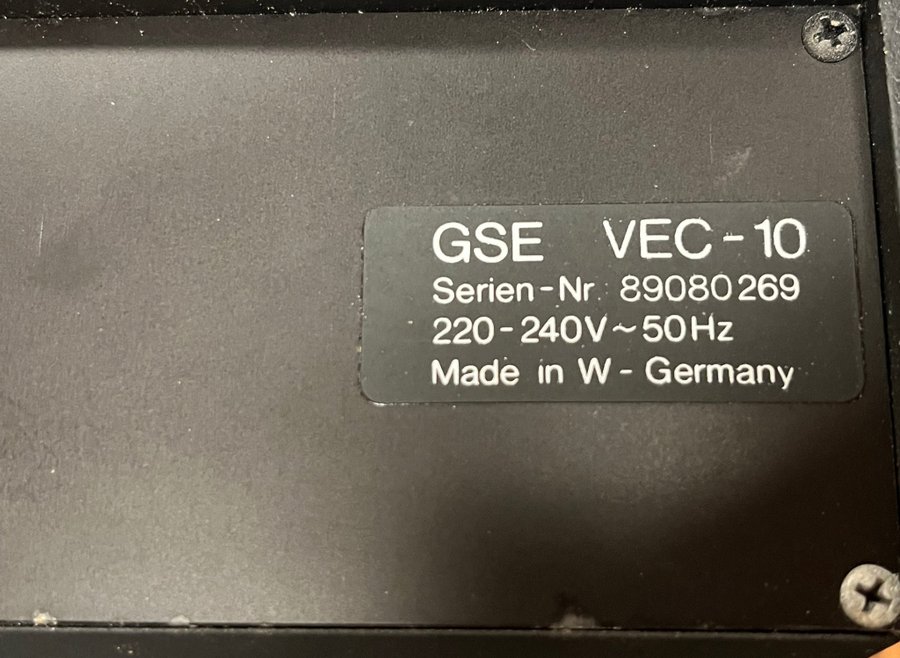 GSE VEC-10
Serien-Nr. 89080269
220-240V~50Hz
Made in W-Germany